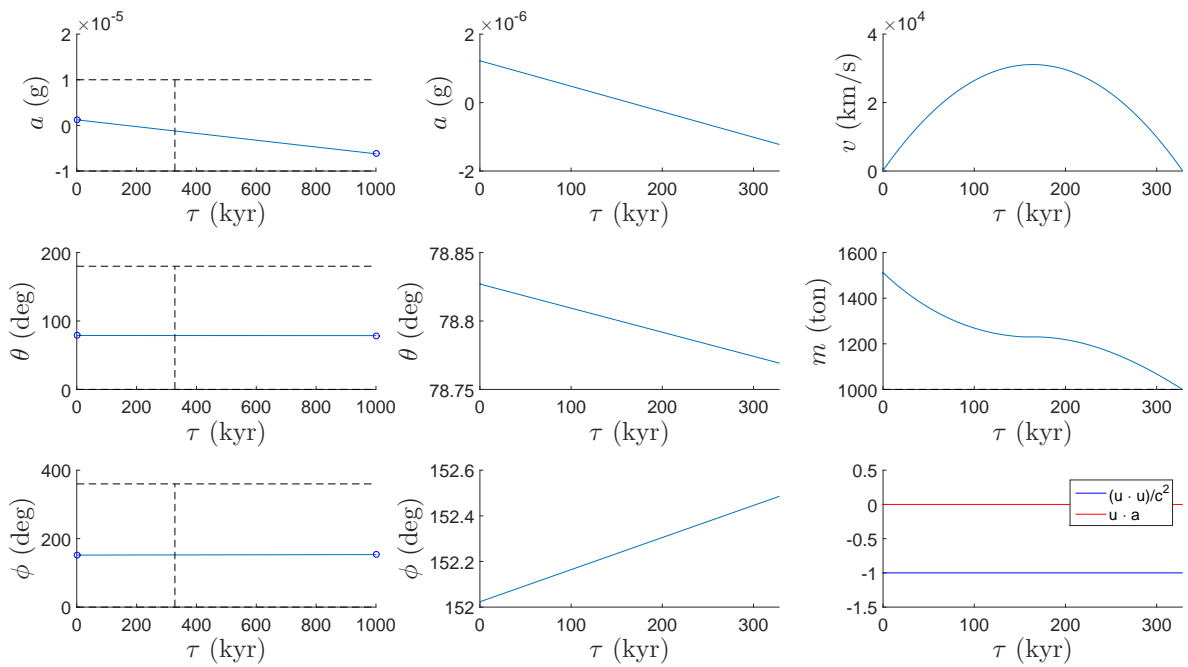 ×10⁻⁵
2
1
0
-1
a (g)
0 200 400 600 800 1000
τ (kyr)
×10⁻⁶
2
0
-2
a (g)
0 100 200 300
τ (kyr)
×10⁴
4
2
0
v (km/s)
0 100 200 300
τ (kyr)
200
100
0
θ (deg)
0 200 400 600 800 1000
τ (kyr)
78.85
78.8
78.75
θ (deg)
0 100 200 300
τ (kyr)
1600
1400
1200
1000
m (ton)
0 100 200 300
τ (kyr)
400
200
0
ϕ (deg)
0 200 400 600 800 1000
τ (kyr)
152.6
152.4
152.2
152
ϕ (deg)
0 100 200 300
τ (kyr)
0.5
0
-0.5
-1
-1.5
(u · u)/c²
u · a
0 100 200 300
τ (kyr)